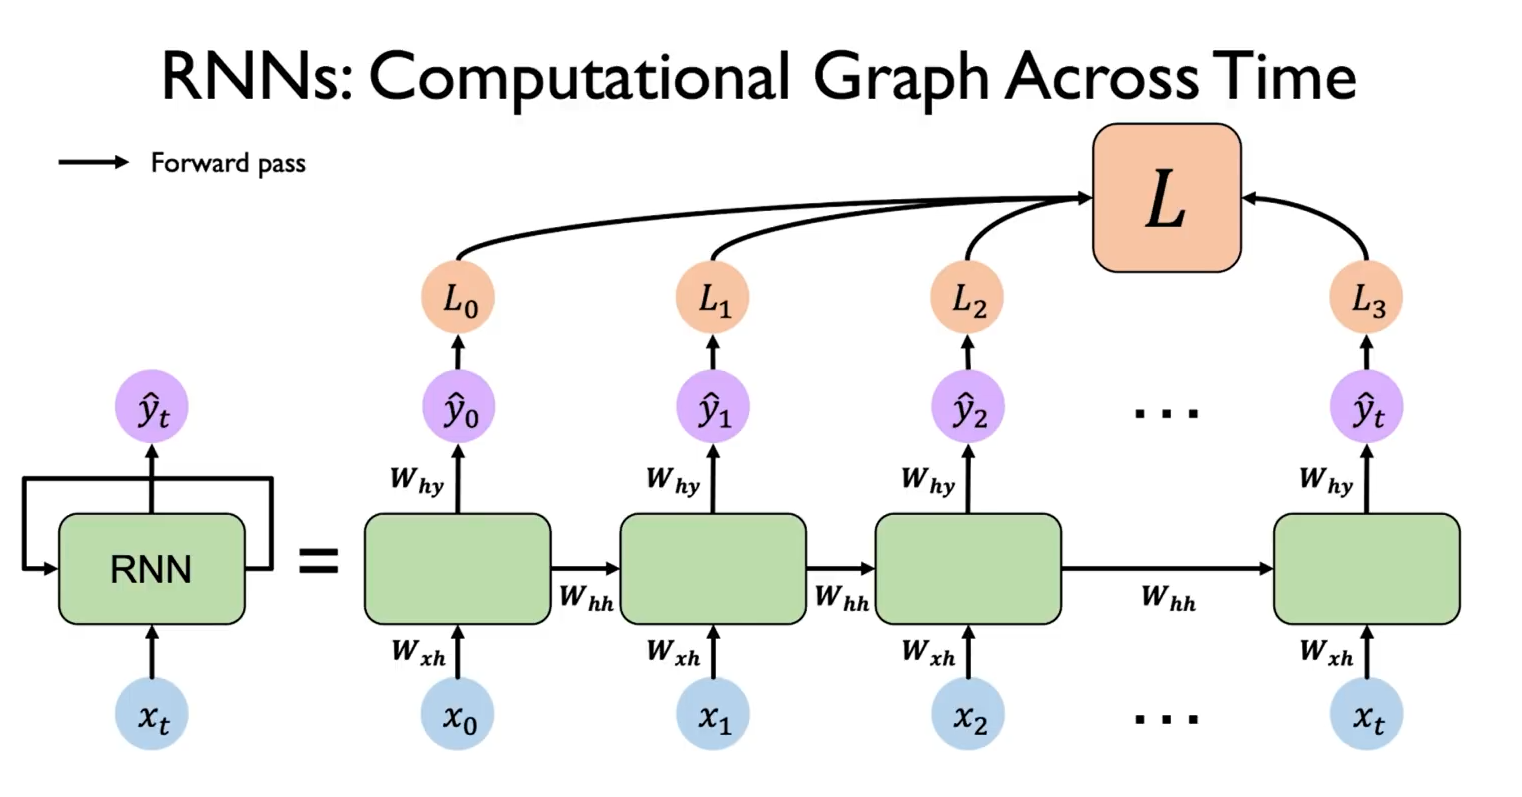 RNNs: Computational Graph Across Time
Forward pass
L
L₀ L₁ L₂ L₃
ŷₜ ŷ₀ ŷ₁ ŷ₂ ... ŷₜ
W_hy W_hy W_hy W_hy
RNN =
W_hh W_hh W_hh
W_xh W_xh W_xh W_xh
xₜ x₀ x₁ x₂ ... xₜ